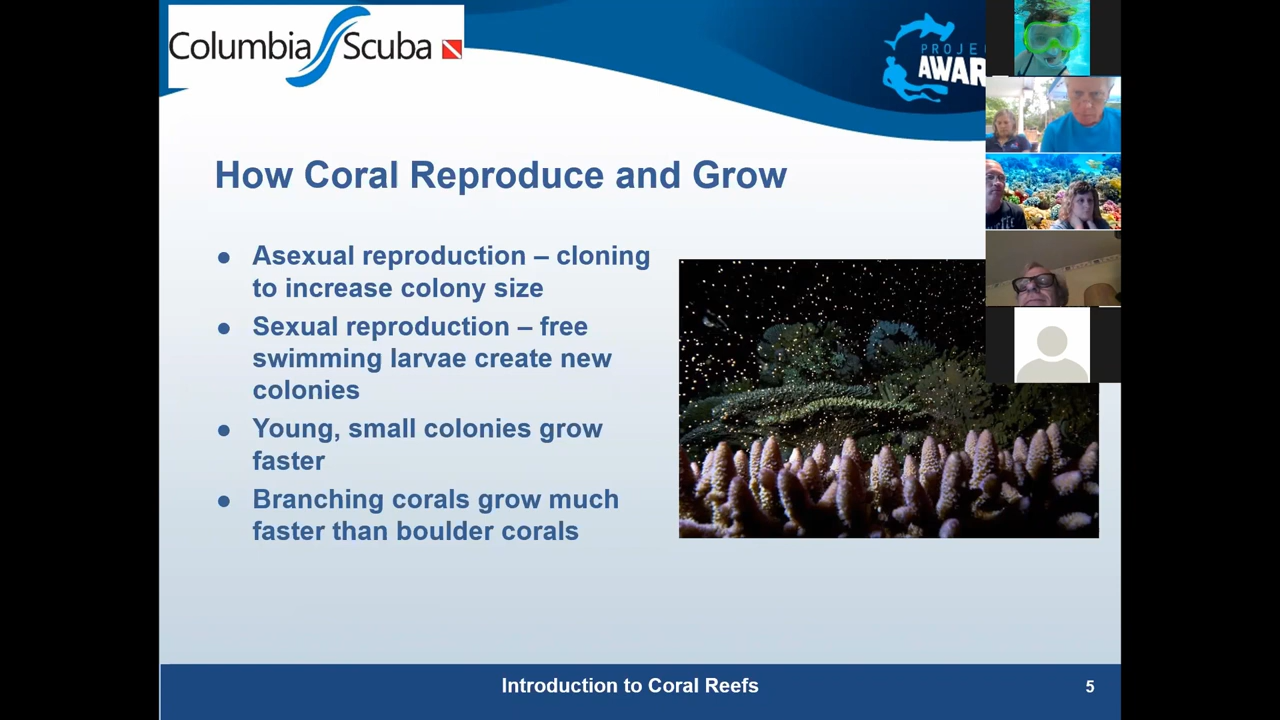 Columbia Scuba
PROJE
AWAR
How Coral Reproduce and Grow
● Asexual reproduction – cloning
to increase colony size
● Sexual reproduction – free
swimming larvae create new
colonies
● Young, small colonies grow
faster
● Branching corals grow much
faster than boulder corals
Introduction to Coral Reefs
5